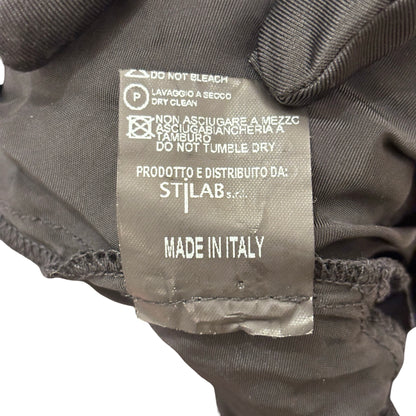 DO NOT BLEACH
P LAVAGGIO A SECCO
DRY CLEAN
NON ASCIUGARE A MEZZO
ASCIUGABIANCHERIA A
TAMBURO
DO NOT TUMBLE DRY
PRODOTTO E DISTRIBUITO DA:
STILAB s.r.l.
MADE IN ITALY